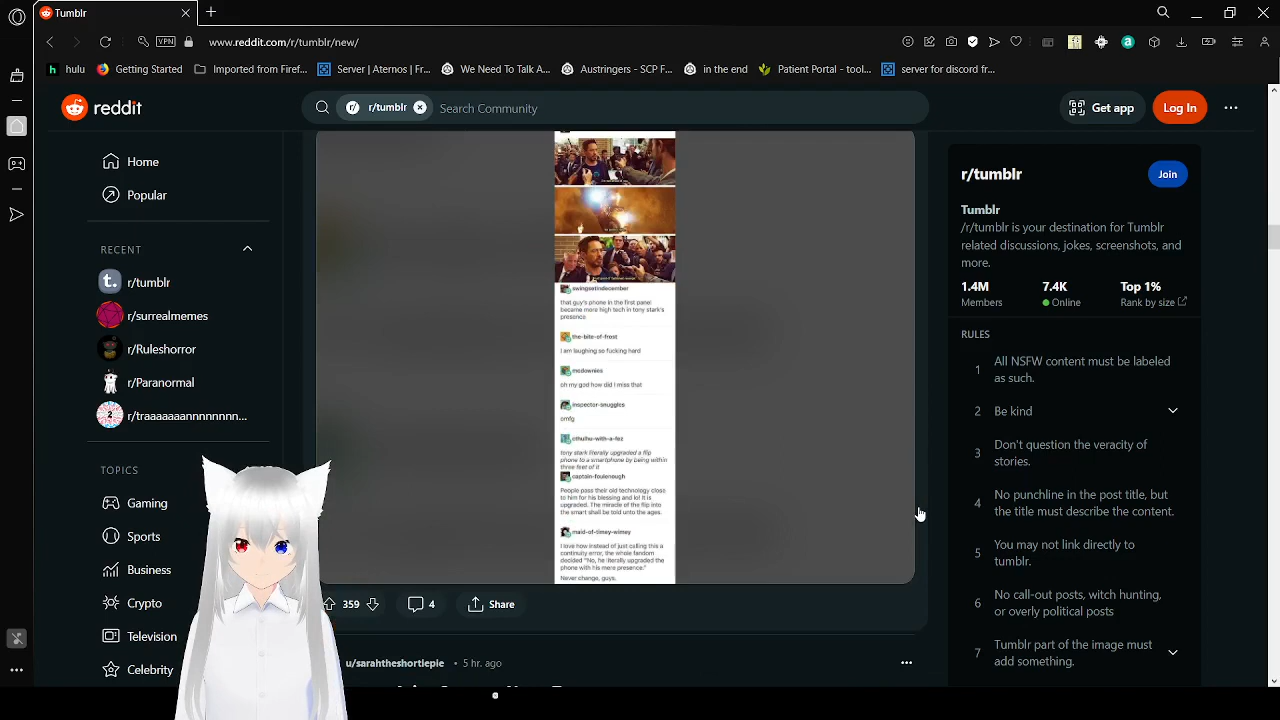 Tumblr
VPN
www.reddit.com/r/tumblr/new/
hulu
Getting Started
Imported from Firef...
Server | Aternos | Fr...
We Used To Talk A...
Austringers - SCP F...
in the end
Patient Portal - tool...
server for discord fr...
reddit
r/ r/tumblr
Search Community
Get app
Log In
Home
Popular
RECENT
r/tumblr
r/surrealmemes
r/teenagersnnnnnnn...
TOPICS
Gaming
Sports
Business
Crypto
Television
Celebrity
swingsetindecember
that guy's phone in the first panel
became more high tech in tony stark's
presence
the-bite-of-frost
I am laughing so fucking hard
mcdownies
oh my god how did I miss that
inspector-snuggles
omfg
cthulhu-with-a-fez
tony stark literally upgraded a flip
phone to a smartphone by being within
three feet of it
captain-foulenough
People pass their old technology close
to him for his blessing and lo! It is
upgraded. The miracle of the flip into
the smart shall be told unto the ages.
maid-of-timey-wimey
I love how instead of just calling this a
continuity error, the whole fandom
decided "No, he literally upgraded the
phone with his mere presence."
Never change, guys.
359
4
Share
u/sarahtheshortiepie • 5 hr. ago
r/tumblr
Join
Tumblr
/r/tumblr is your destination for Tumblr
related discussions, jokes, screenshots, and
more.
1.4M
7.4K
Top 1%
Members
Online
Rank by size
RULES
1 All NSFW content must be labeled
as such.
2 Be kind
3 Don't question the veracity of
stories.
4 No punchline in the post title, but
the title must describe the content.
5 You may not link directly to
tumblr.
6 No call-out posts, witch hunting,
or overly political posts
7 Tumblr part of the image must
add something.